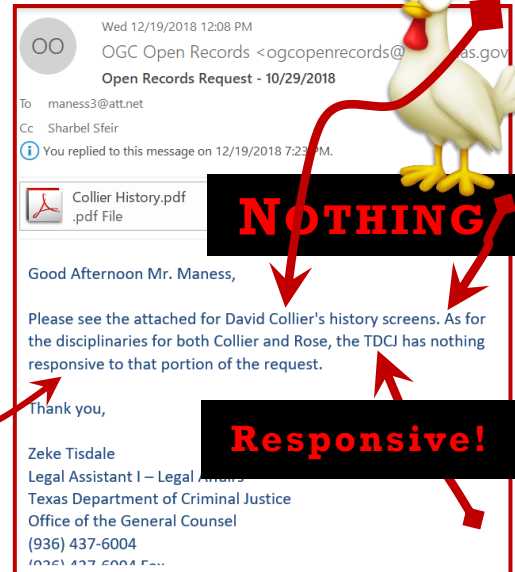 OO
Wed 12/19/2018 12:08 PM
OGC Open Records <ogcopenrecords@ as.gov
Open Records Request - 10/29/2018
To maness3@att.net
Cc Sharbel Sfeir
i You replied to this message on 12/19/2018 7:23 PM.
Collier History.pdf
.pdf File
NOTHING
Good Afternoon Mr. Maness,
Please see the attached for David Collier's history screens. As for
the disciplinaries for both Collier and Rose, the TDCJ has nothing
responsive to that portion of the request.
Thank you,
Responsive!
Zeke Tisdale
Legal Assistant I – Legal Affairs
Texas Department of Criminal Justice
Office of the General Counsel
(936) 437-6004